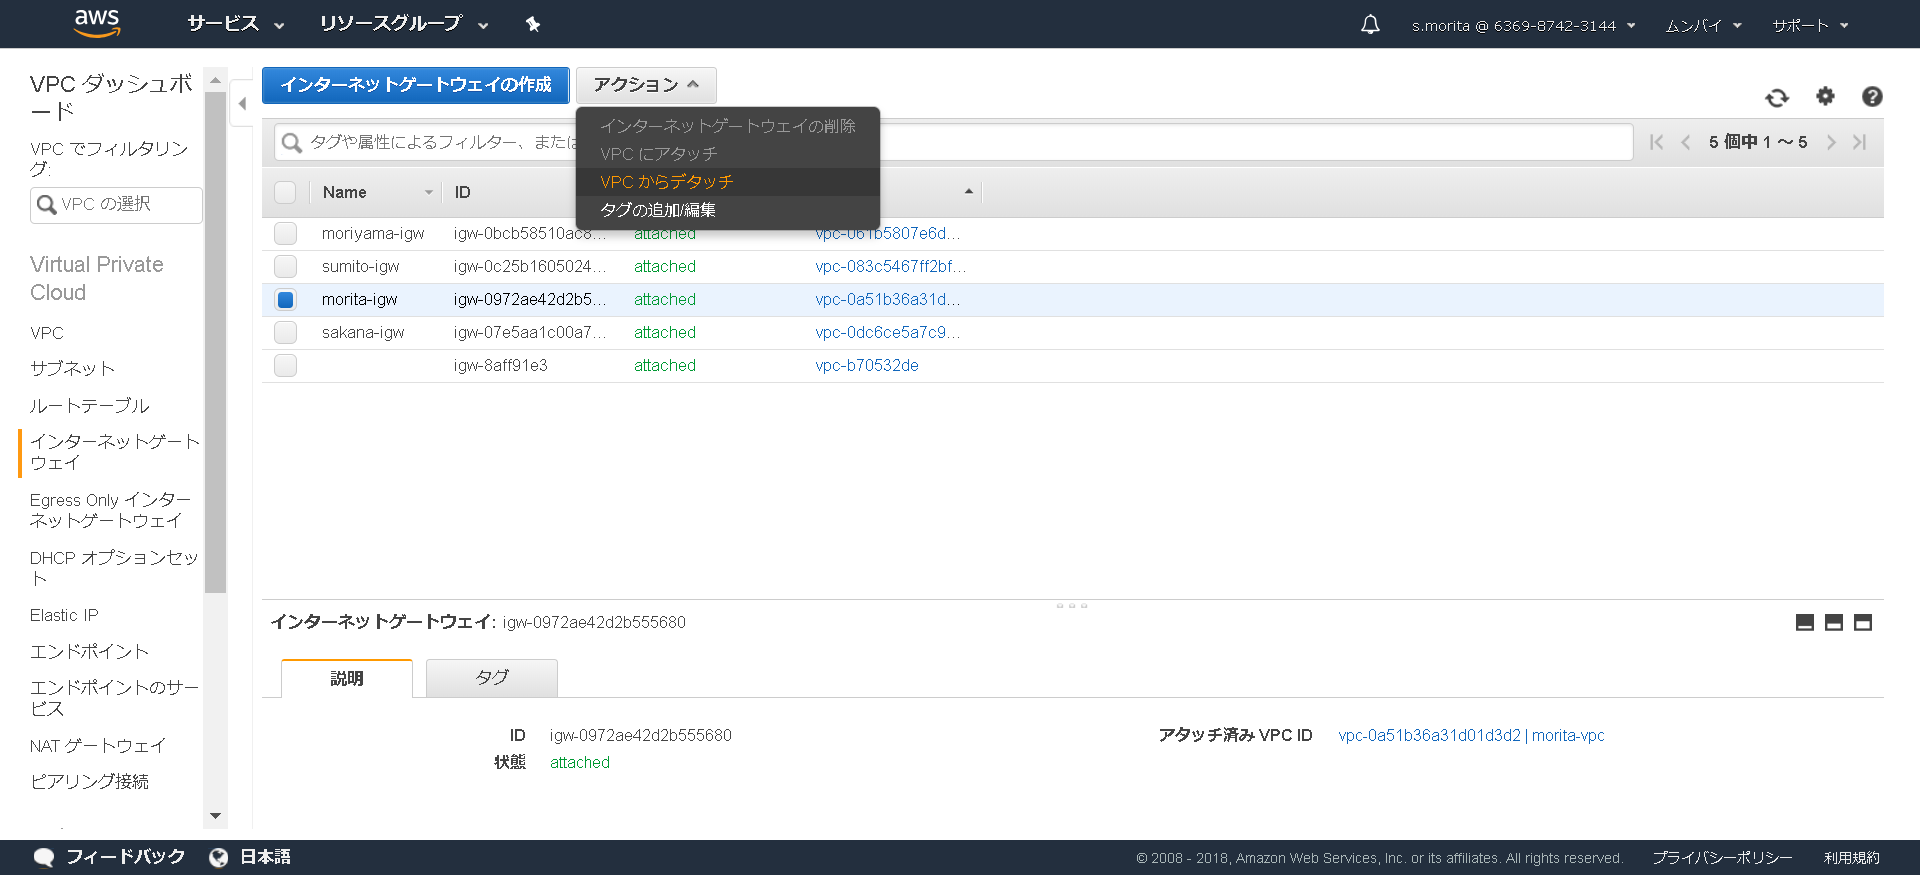 aws
サービス
リソースグループ
s.morita @ 6369-8742-3144
ムンバイ
サポート
VPC ダッシュボ
ード
VPC でフィルタリン
グ:
VPC の選択
Virtual Private
Cloud
VPC
サブネット
ルートテーブル
インターネットゲート
ウェイ
Egress Only インター
ネットゲートウェイ
DHCP オプションセッ
ト
Elastic IP
エンドポイント
エンドポイントのサー
ビス
NAT ゲートウェイ
ピアリング接続
インターネットゲートウェイの作成
アクション
インターネットゲートウェイの削除
VPC にアタッチ
VPC からデタッチ
タグの追加/編集
タグや属性によるフィルター、または
5 個中 1 ～ 5
Name ID
moriyama-igw igw-0bcb58510ac8... attached vpc-061b5807e6d...
sumito-igw igw-0c25b1605024... attached vpc-083c5467ff2bf...
morita-igw igw-0972ae42d2b5... attached vpc-0a51b36a31d...
sakana-igw igw-07e5aa1c00a7... attached vpc-0dc6ce5a7c9...
igw-8aff91e3 attached vpc-b70532de
インターネットゲートウェイ: igw-0972ae42d2b555680
説明
タグ
ID igw-0972ae42d2b555680
アタッチ済み VPC ID vpc-0a51b36a31d01d3d2 | morita-vpc
状態 attached
フィードバック
日本語
© 2008 - 2018, Amazon Web Services, Inc. or its affiliates. All rights reserved.
プライバシーポリシー
利用規約